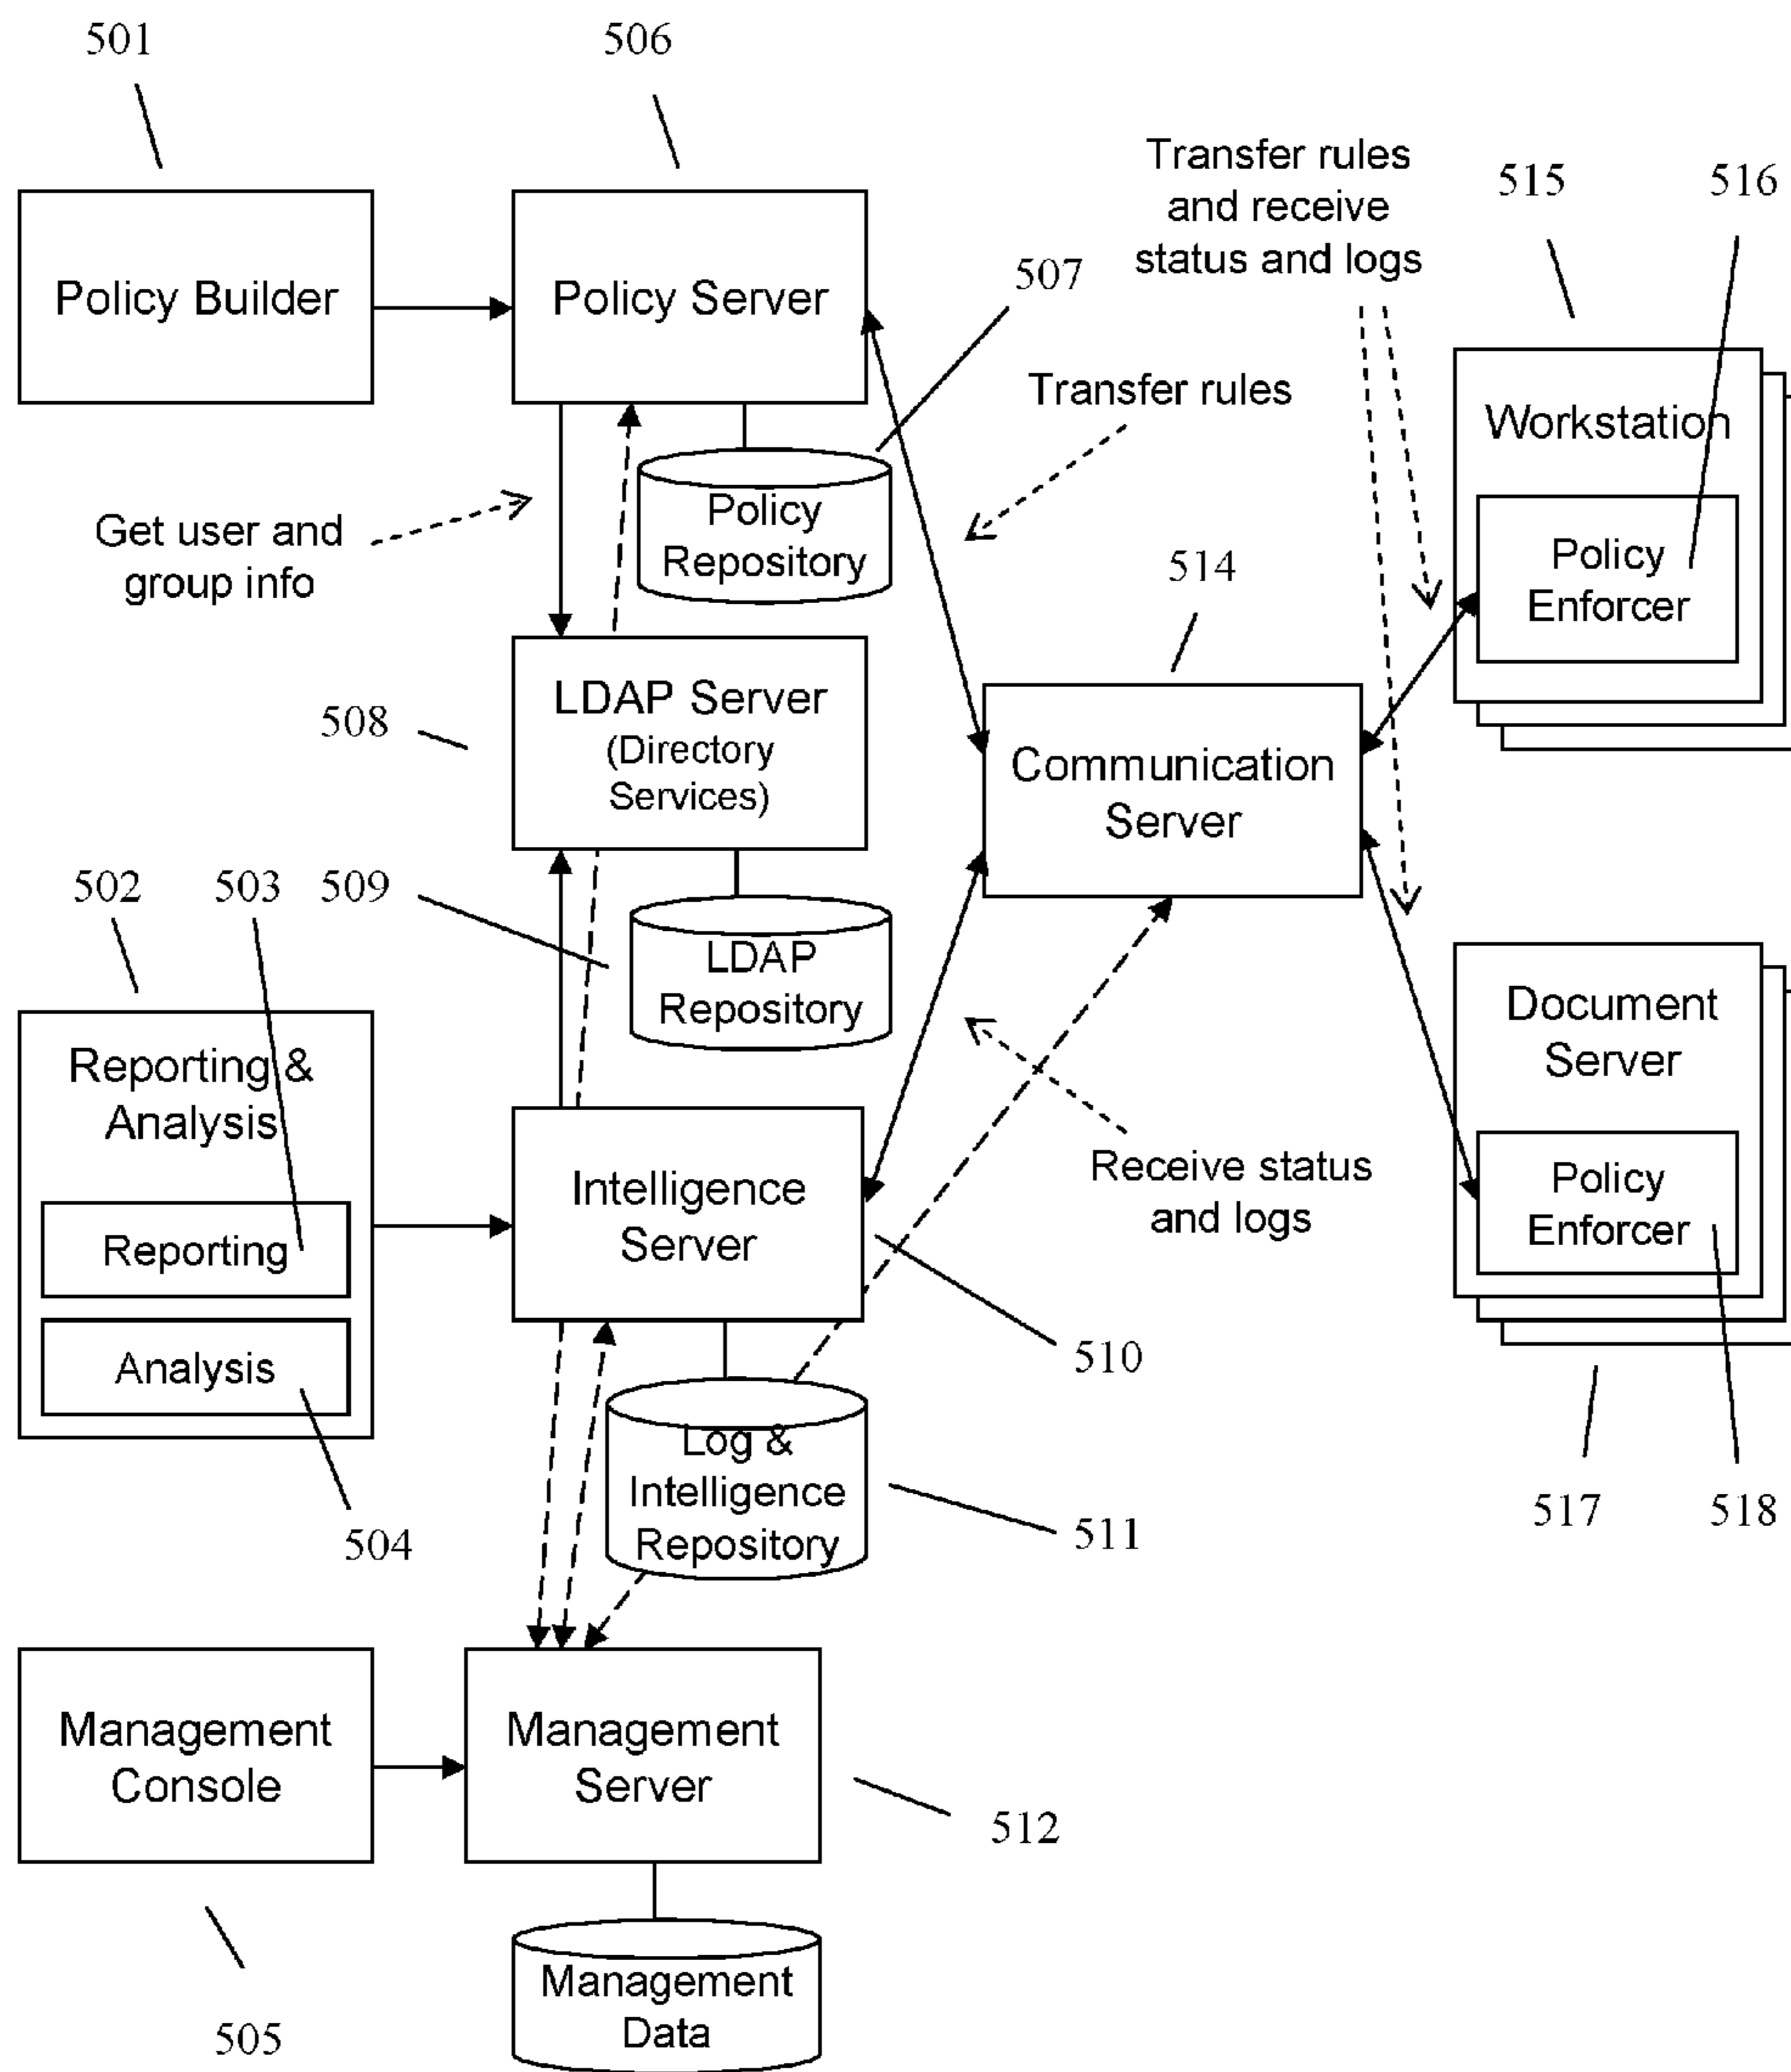 501
506
Transfer rules
and receive
status and logs
515
516
Policy Builder
Policy Server
507
Transfer rules
Workstation
Get user and
group info
Policy
Repository
514
Policy
Enforcer
508
LDAP Server
(Directory
Services)
Communication
Server
502
503
509
LDAP
Repository
Document
Server
Reporting &
Analysis
Receive status
and logs
Policy
Enforcer
Intelligence
Server
Reporting
Analysis
510
Log &
Intelligence
Repository
504
511
517
518
Management
Console
Management
Server
512
505
Management
Data